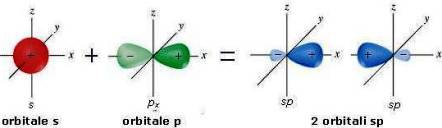 z z z z
y y y y
+ x + − + x = − + x + − x
s p x sp sp
orbitale s orbitale p 2 orbitali sp